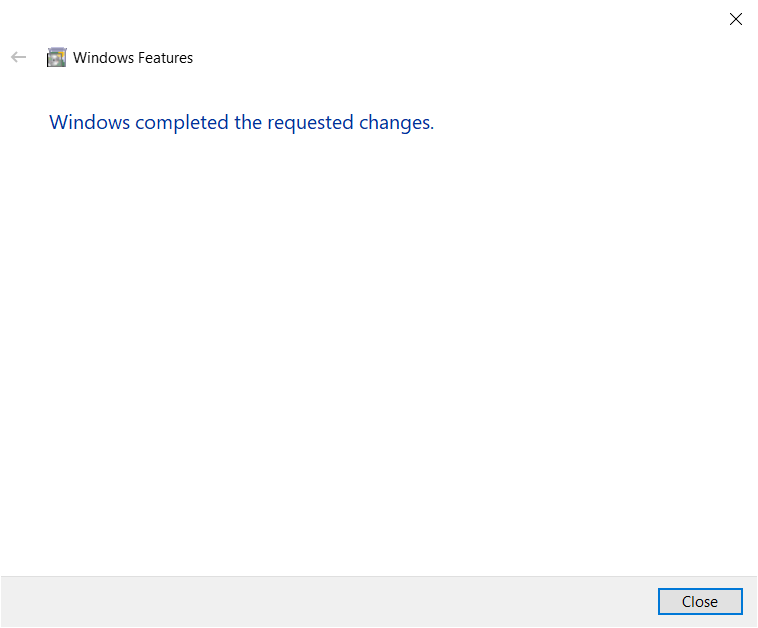 Windows Features
Windows completed the requested changes.
Close